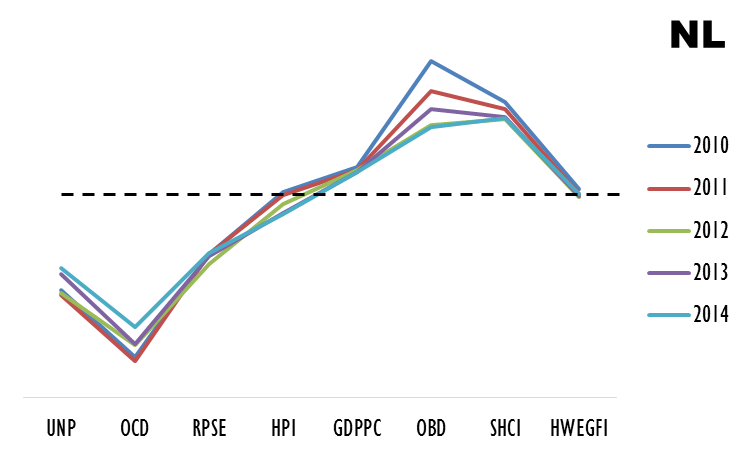 NL
2010
2011
2012
2013
2014
UNP OCD RPSE HPI GDPPC OBD SHCI HWEGFI